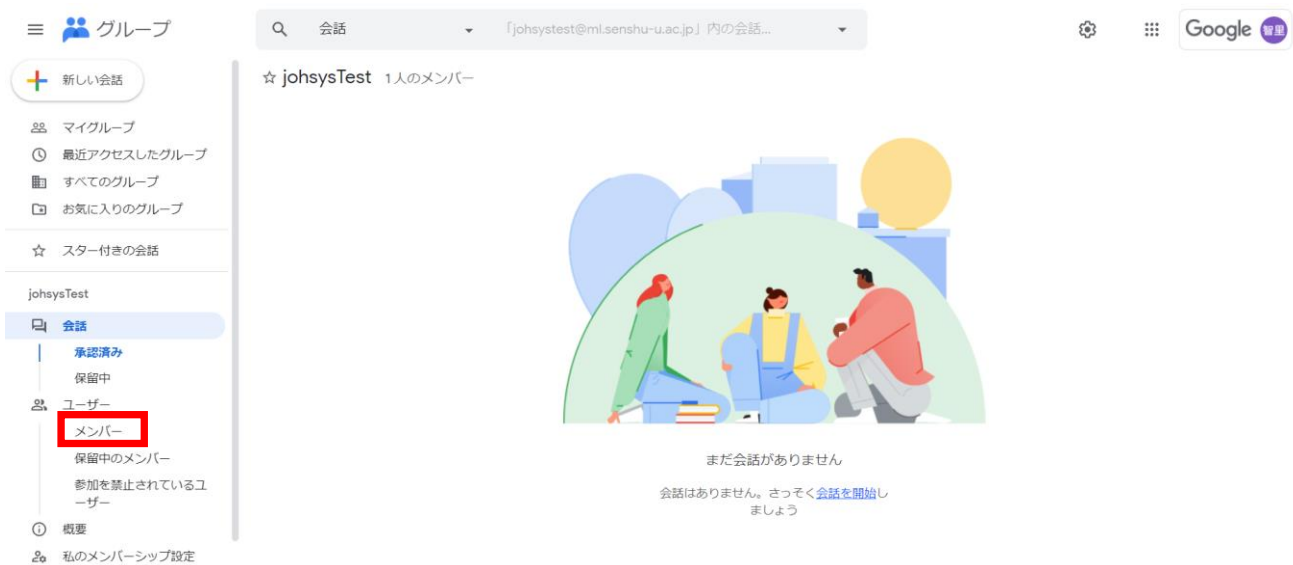 グループ
会話
「johsystest@ml.senshu-u.ac.jp」内の会話...
Google 智里
新しい会話
johsysTest 1人のメンバー
マイグループ
最近アクセスしたグループ
すべてのグループ
お気に入りのグループ
スター付きの会話
johsysTest
会話
承認済み
保留中
ユーザー
メンバー
保留中のメンバー
参加を禁止されているユ
ーザー
概要
私のメンバーシップ設定
まだ会話がありません
会話はありません。さっそく会話を開始し
ましょう